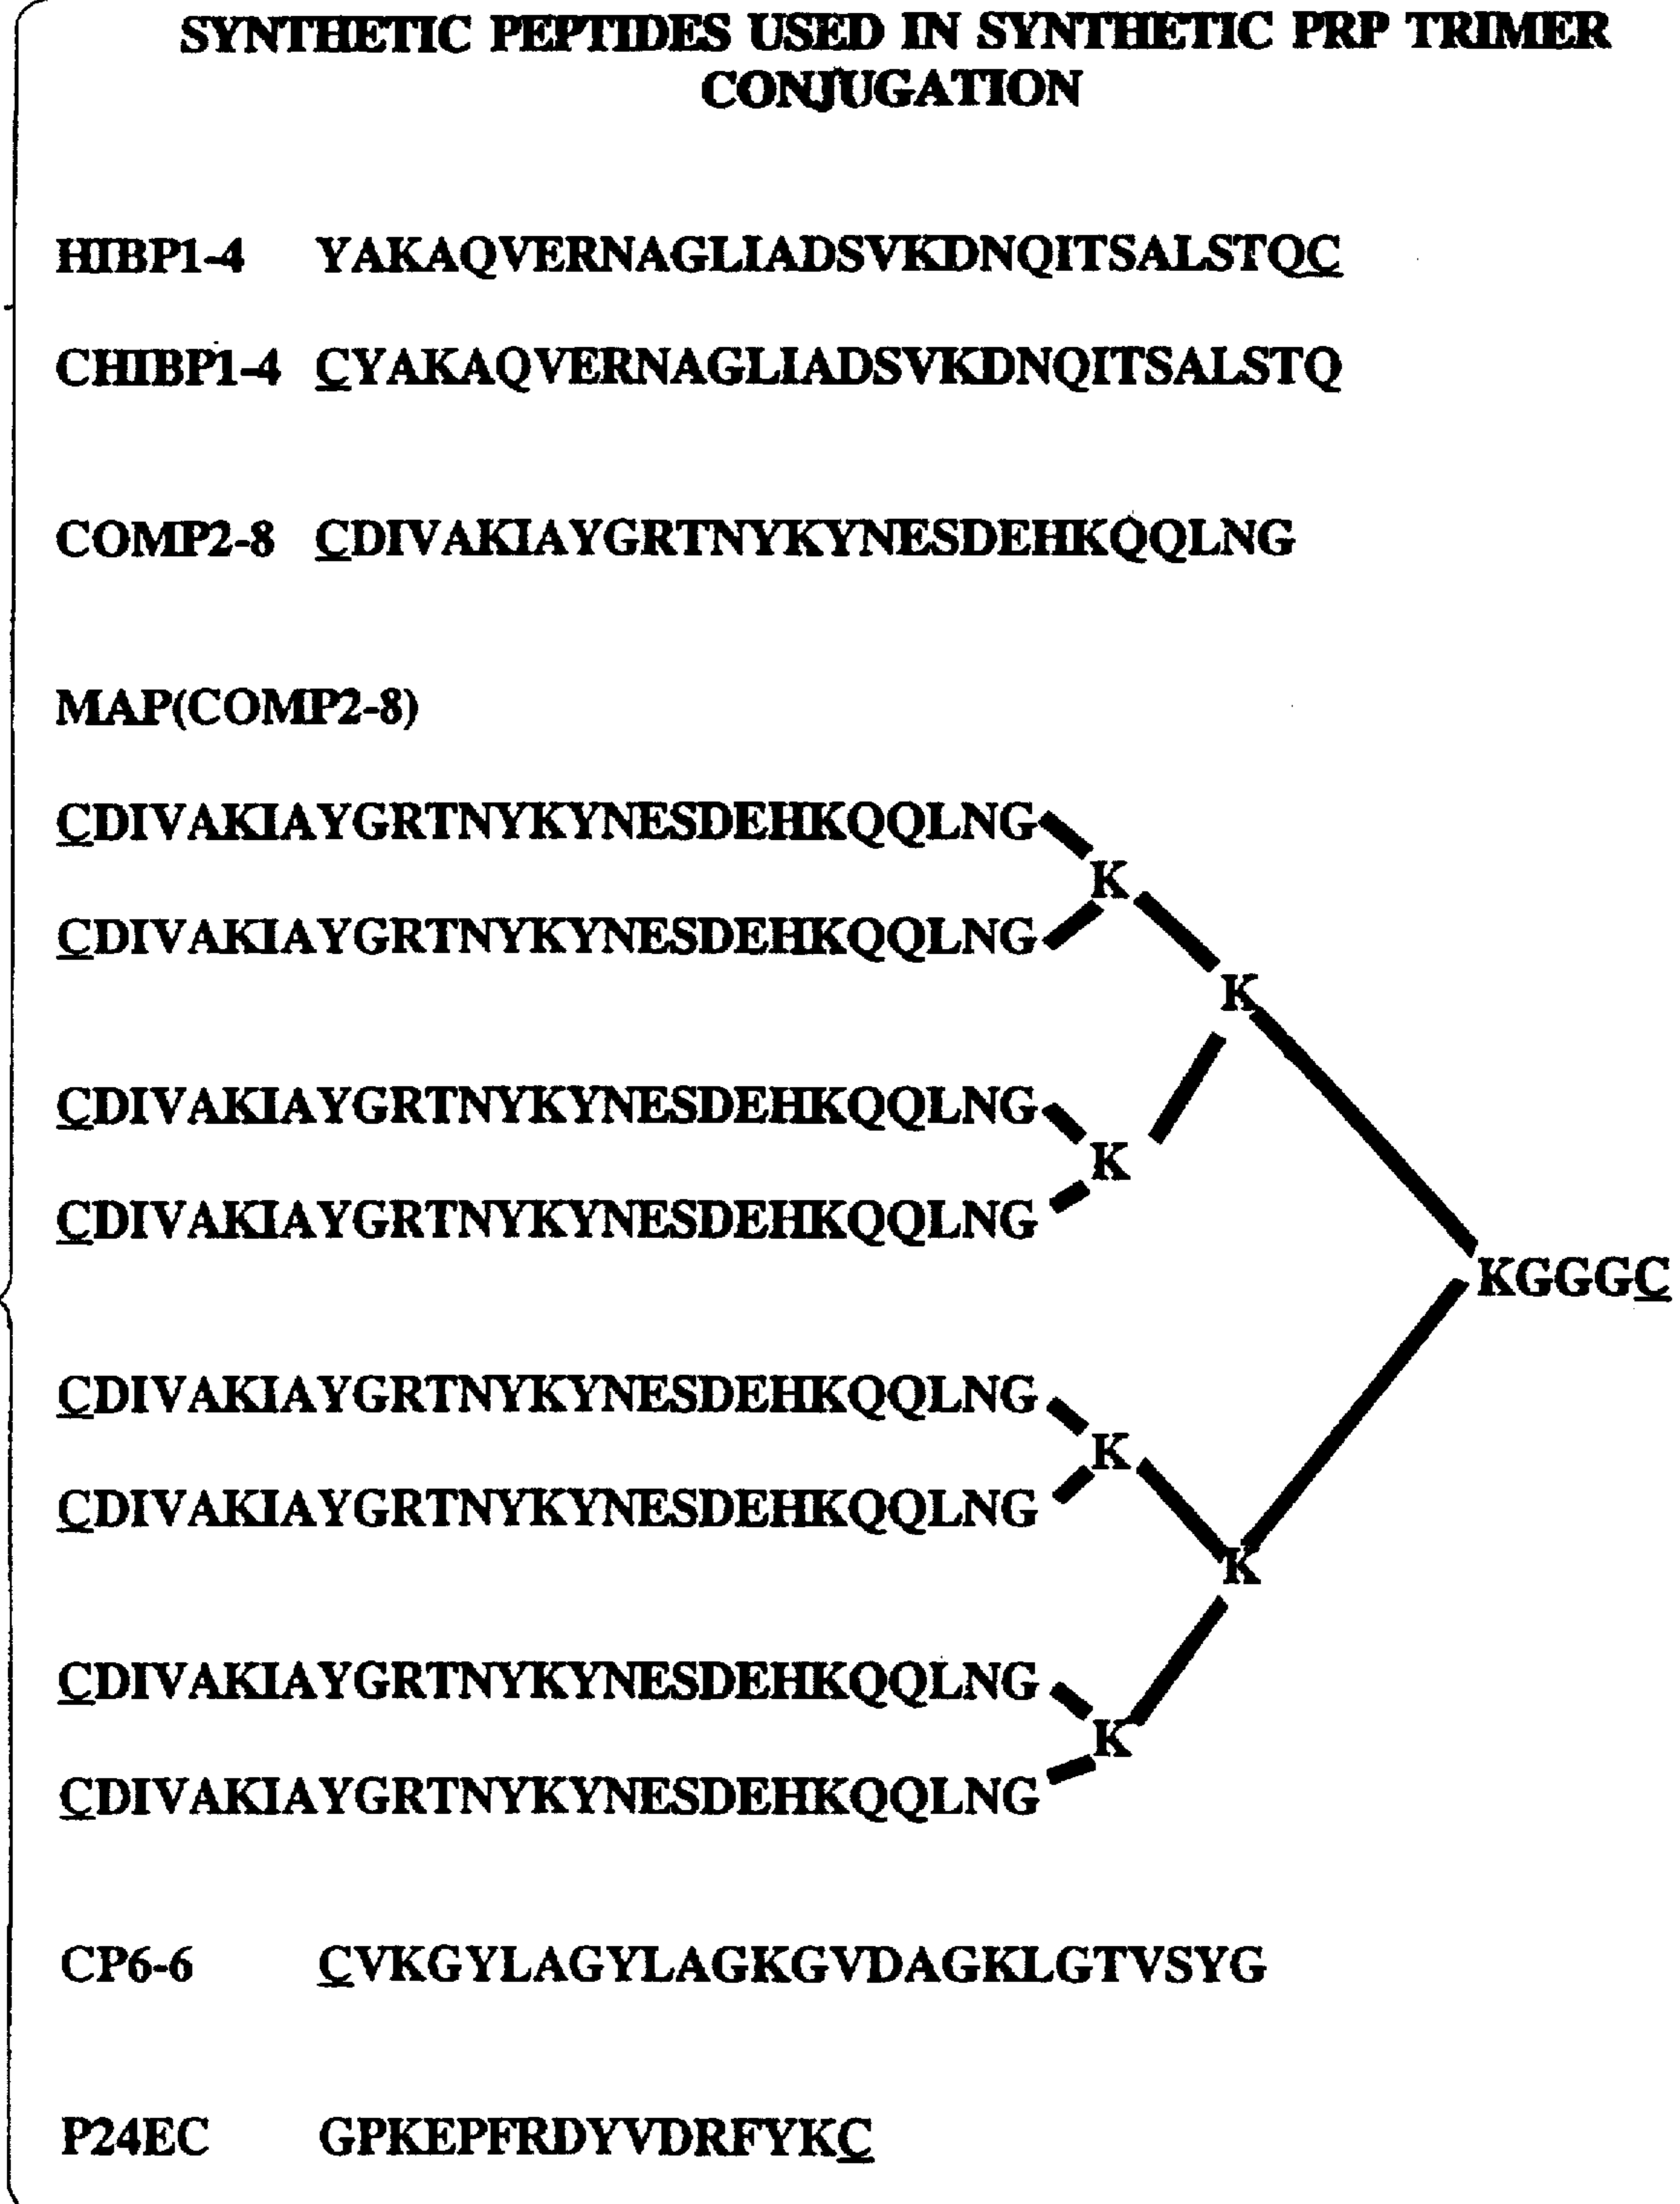 SYNTHETIC PEPTIDES USED IN SYNTHETIC PRP TRIMER
CONJUGATION
HIBP1-4 YAKAQVERNAGLIADSVKDNQITSALSTQC
CHIBP1-4 CYAKAQVERNAGLIADSVKDNQITSALSTQ
COMP2-8 CDIVAKIAYGRTNYKYNESDEHKQQLNG
MAP(COMP2-8)
CDIVAKIAYGRTNYKYNESDEHKQQLNG
K
CDIVAKIAYGRTNYKYNESDEHKQQLNG
K
CDIVAKIAYGRTNYKYNESDEHKQQLNG
K
CDIVAKIAYGRTNYKYNESDEHKQQLNG
KGGGC
CDIVAKIAYGRTNYKYNESDEHKQQLNG
K
CDIVAKIAYGRTNYKYNESDEHKQQLNG
K
CDIVAKIAYGRTNYKYNESDEHKQQLNG
K
CDIVAKIAYGRTNYKYNESDEHKQQLNG
CP6-6 CVKGYLAGYLAGKGVDAGKLGTVSYG
P24EC GPKEPFRDYVDRFYKC